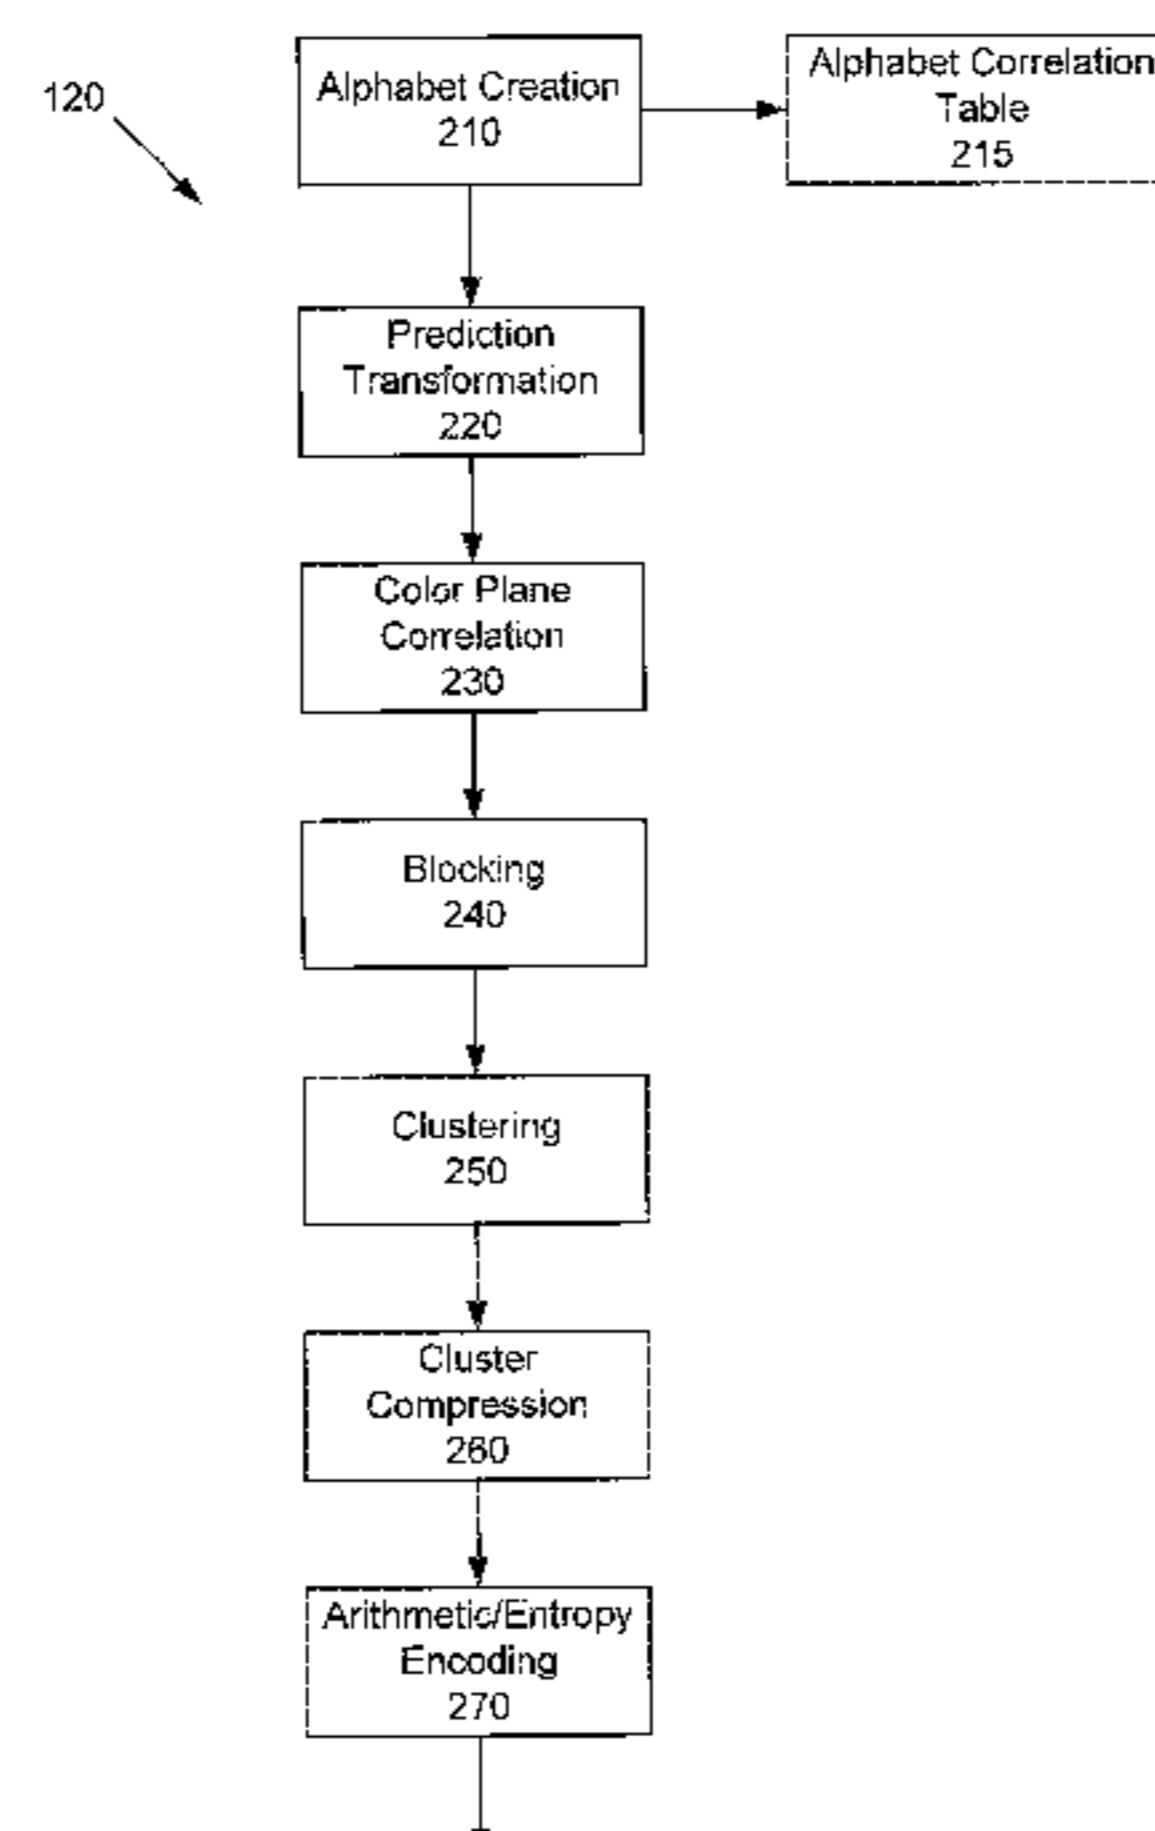 120
Alphabet Creation
210
Alphabet Correlation
Table
215
Prediction
Transformation
220
Color Plane
Correlation
230
Blocking
240
Clustering
250
Cluster
Compression
260
Arithmetic/Entropy
Encoding
270